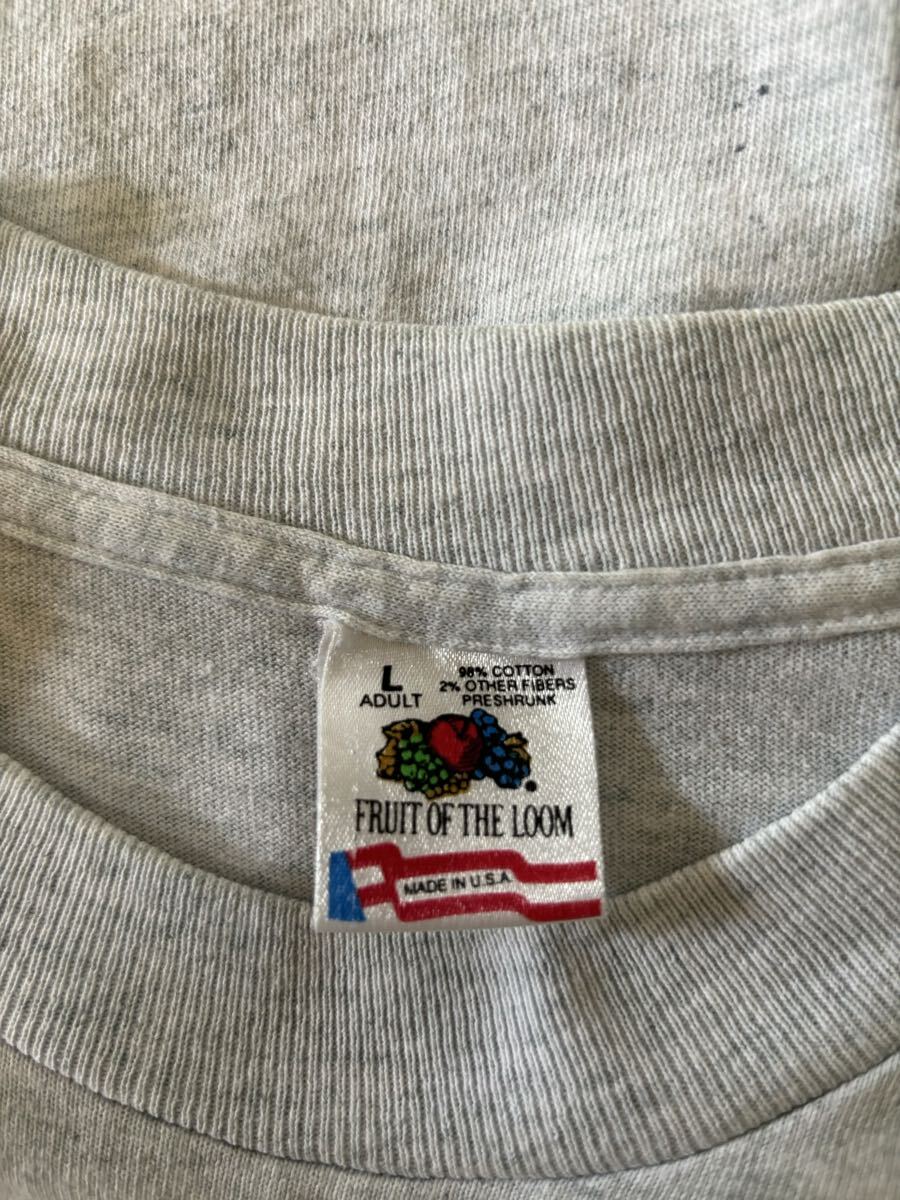 L
ADULT
98% COTTON
2% OTHER FIBERS
PRESHRUNK
FRUIT OF THE LOOM
MADE IN U.S.A.